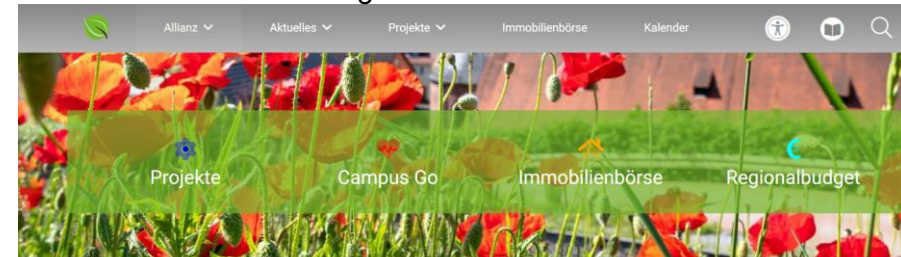 Allianz Aktuelles Projekte Immobilienbörse Kalender
Projekte Campus Go Immobilienbörse Regionalbudget